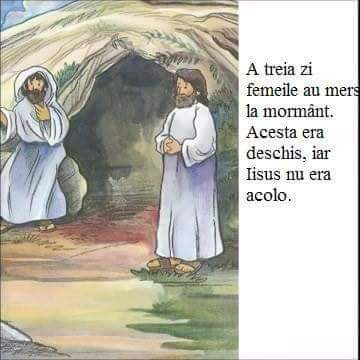 A treia zi
femeile au mers
la mormânt.
Acesta era
deschis, iar
Iisus nu era
acolo.